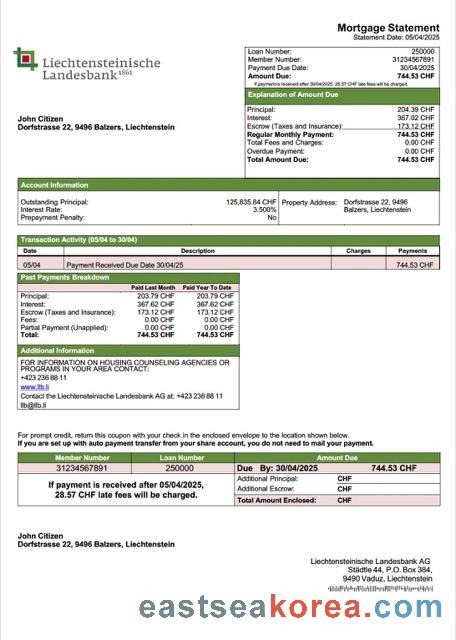 Mortgage Statement
Statement Date: 05/04/2025
Liechtensteinische
Landesbank 1861
Loan Number: 250000
Member Number: 31234567891
Payment Due Date: 30/04/2025
Amount Due: 744.53 CHF
If payment is received after 30/04/2025, 28.57 CHF late fees will be charged.
John Citizen
Dorfstrasse 22, 9496 Balzers, Liechtenstein
Explanation of Amount Due
Principal: 204.39 CHF
Interest: 367.02 CHF
Escrow (Taxes and Insurance): 173.12 CHF
Regular Monthly Payment: 744.53 CHF
Total Fees and Charges: 0.00 CHF
Overdue Payment: 0.00 CHF
Total Amount Due: 744.53 CHF
Account Information
Outstanding Principal: 125,835.84 CHF Property Address: Dorfstrasse 22, 9496
Interest Rate: 3.500% Balzers, Liechtenstein
Prepayment Penalty: No
Transaction Activity (05/04 to 30/04)
Date Description Charges Payments
05/04 Payment Received Due Date 30/04/25 744.53 CHF
Past Payments Breakdown
Paid Last Month Paid Year To Date
Principal: 203.79 CHF 203.79 CHF
Interest: 367.62 CHF 367.62 CHF
Escrow (Taxes and Insurance): 173.12 CHF 173.12 CHF
Fees: 0.00 CHF 0.00 CHF
Partial Payment (Unapplied): 0.00 CHF 0.00 CHF
Total: 744.53 CHF 744.53 CHF
Additional Information
FOR INFORMATION ON HOUSING COUNSELING AGENCIES OR
PROGRAMS IN YOUR AREA CONTACT:
+423 236 88 11
www.llb.li
Contact the Liechtensteinische Landesbank AG at: +423 236 88 11
llb@llb.li
For prompt credit, return this coupon with your check in the enclosed envelope to the location shown below.
If you are set up with auto payment transfer from your share account, you do not need to mail your payment.
Member Number Loan Number Amount Due
31234567891 250000 Due By: 30/04/2025 744.53 CHF
If payment is received after 05/04/2025,
28.57 CHF late fees will be charged.
Additional Principal: CHF
Additional Escrow: CHF
Total Amount Enclosed: CHF
John Citizen
Dorfstrasse 22, 9496 Balzers, Liechtenstein
Liechtensteinische Landesbank AG
Städtle 44, P.O. Box 384,
9490 Vaduz, Liechtenstein
eastseakorea.com